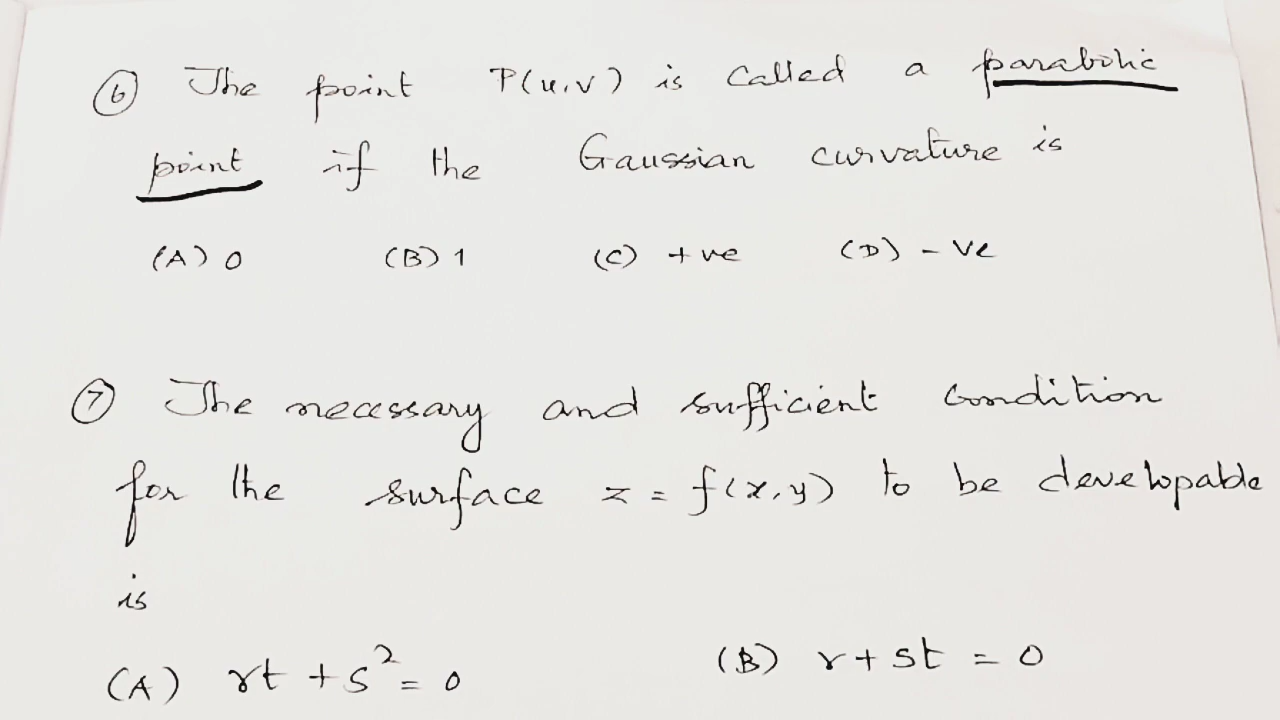 (6) The point P(u,v) is called a parabolic
point if the Gaussian curvature is
(A) 0 (B) 1 (C) +ve (D) -ve
(7) The necessary and sufficient condition
for the surface z = f(x,y) to be developable
is
(A) rt + s² = 0 (B) r + st = 0